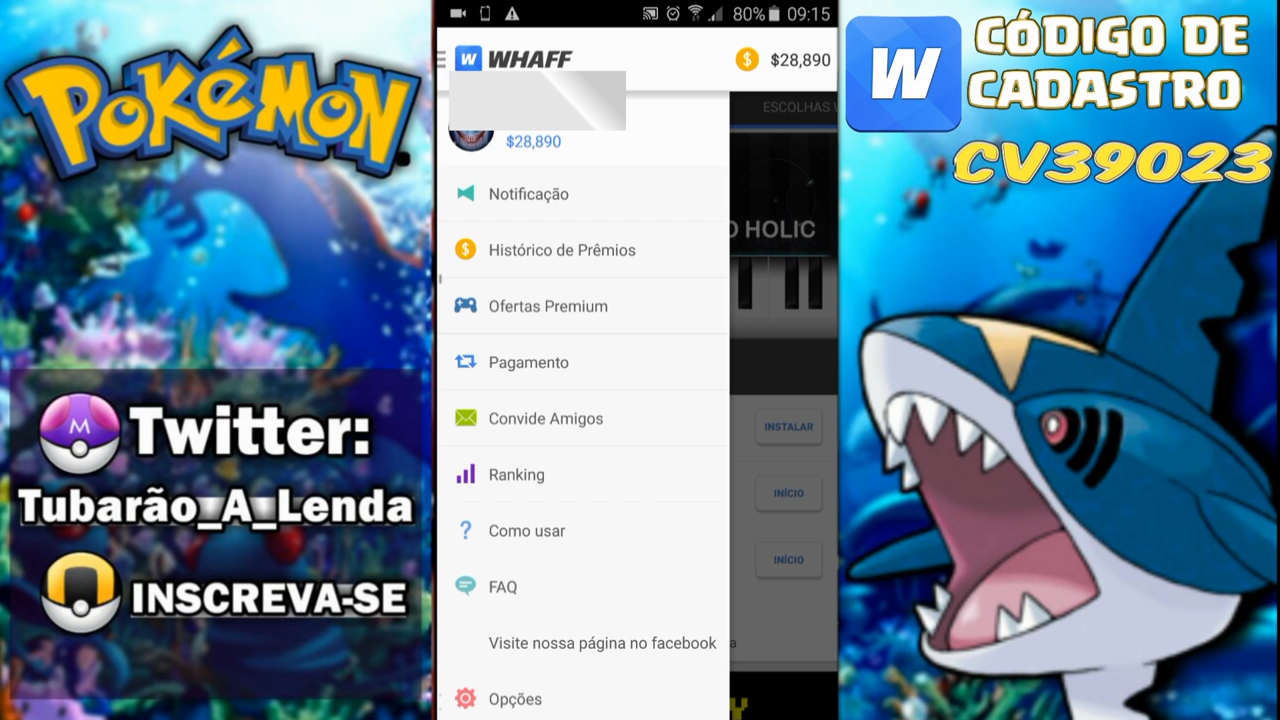 POKéMON
Twitter:
Tubarão_A_Lenda
INSCREVA-SE
80% 09:15
W WHAFF
$ $28,890
$28,890
Notificação
$ Histórico de Prêmios
Ofertas Premium
Pagamento
Convide Amigos
Ranking
? Como usar
FAQ
Visite nossa página no facebook
Opções
ESCOLHAS
HOLIC
INSTALAR
INÍCIO
INÍCIO
W
CÓDIGO DE
CADASTRO
CV39023